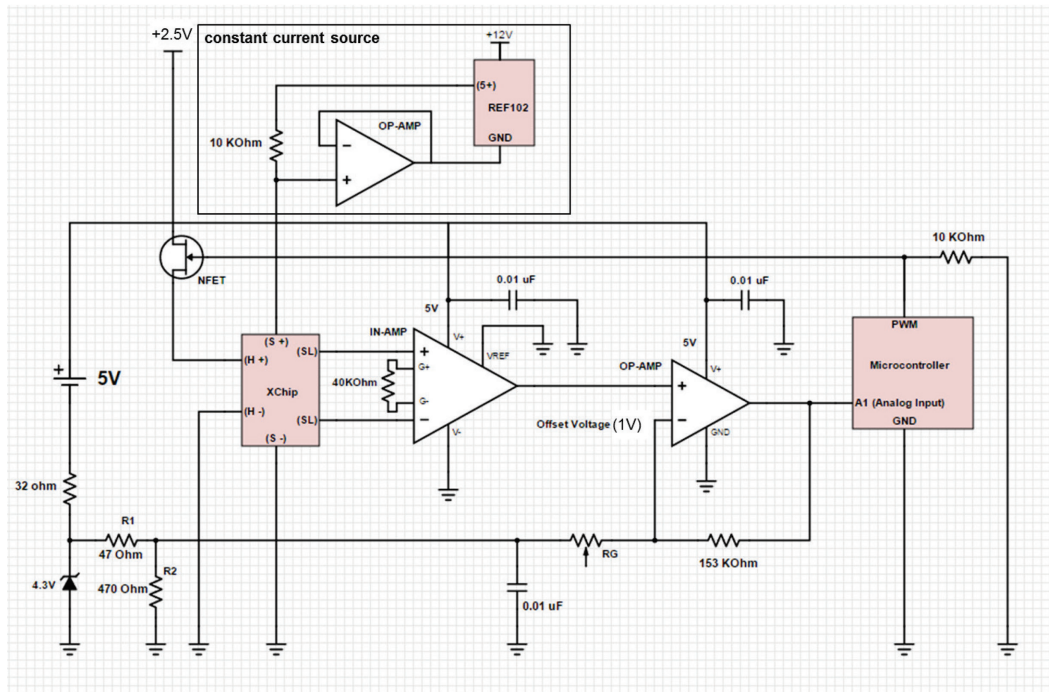 +2.5V
constant current source
+12V
(5+)
REF102
GND
10 KOhm
OP-AMP
−
+
10 KOhm
NFET
0.01 uF
0.01 uF
5V
5V
IN-AMP
V+
VREF
PWM
Microcontroller
A1 (Analog Input)
GND
(S +)
(SL)
(H +)
XChip
(H -)
(SL)
(S -)
+
G+
40KOhm
G-
−
V-
OP-AMP
V+
+
−
GND
Offset Voltage (1V)
+
5V
32 ohm
R1
47 Ohm
R2
470 Ohm
4.3V
0.01 uF
RG
153 KOhm